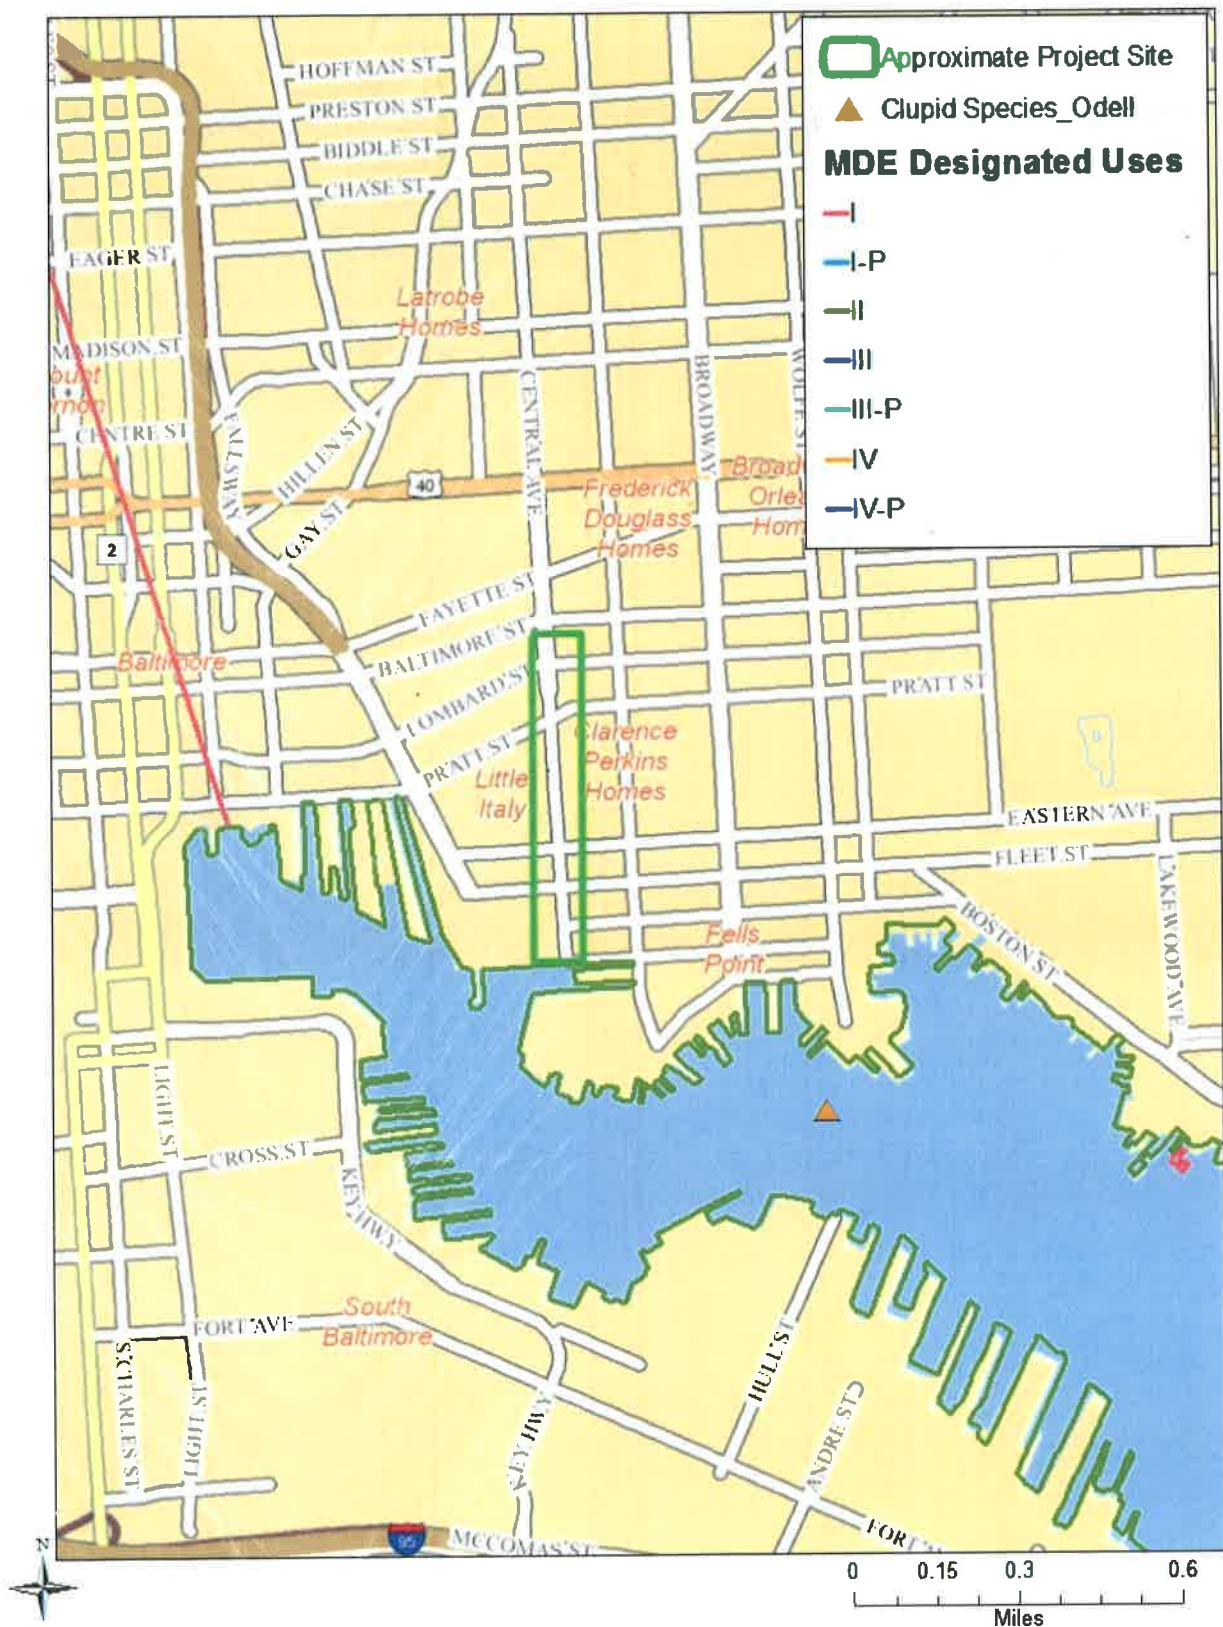 Approximate Project Site
Clupid Species_Odell
MDE Designated Uses
I
I-P
II
III
III-P
IV
IV-P
HOFFMAN ST
PRESTON ST
BIDDLE ST
CHASE ST
EAGER ST
Latrobe
Homes
MADISON ST
CENTRE ST
FALLSWAY
HILLEN ST
GAY ST
CENTRAL AVE
BROADWAY
40
2
Frederick
Douglass
Homes
FAYETTE ST
BALTIMORE ST
LOMBARD ST
PRATT ST
Baltimore
Clarence
Perkins
Homes
Little
Italy
PRATT ST
EASTERN AVE
FLEET ST
BOSTON ST
LAKEWOOD AVE
Fells
Point
LIGHT ST
CROSS ST
KEY HWY
South
Baltimore
FORT AVE
S CHARLES ST
LIGHT ST
KEY HWY
HULL ST
ANDRE ST
95
MCCOMAS ST
N
0 0.15 0.3 0.6
Miles